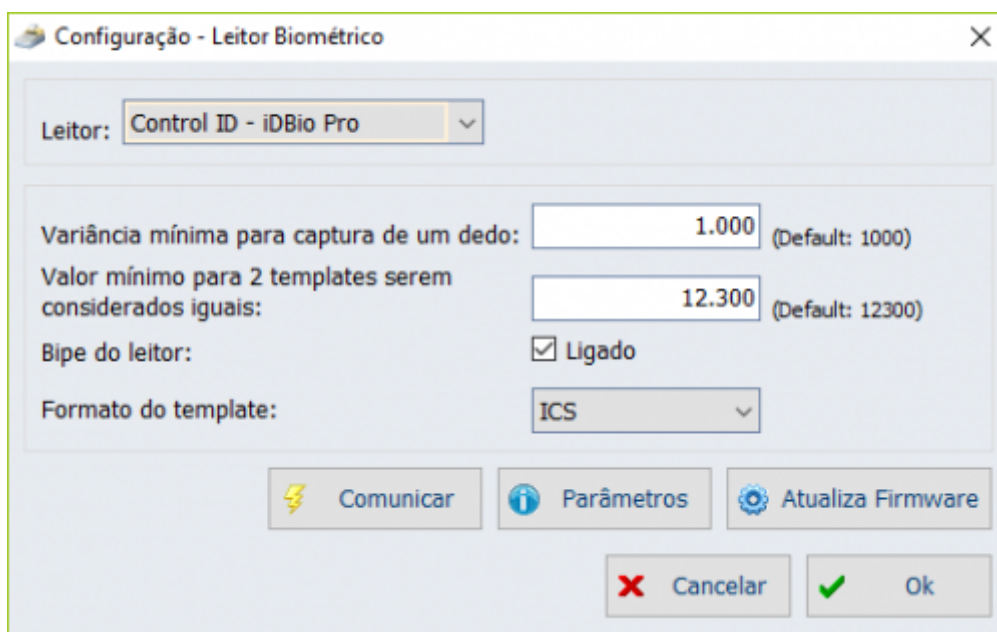 Configuração - Leitor Biométrico
Leitor: Control ID - iDBio Pro
Variância mínima para captura de um dedo: 1.000 (Default: 1000)
Valor mínimo para 2 templates serem
considerados iguais: 12.300 (Default: 12300)
Bipe do leitor: Ligado
Formato do template: ICS
Comunicar Parâmetros Atualiza Firmware
Cancelar Ok